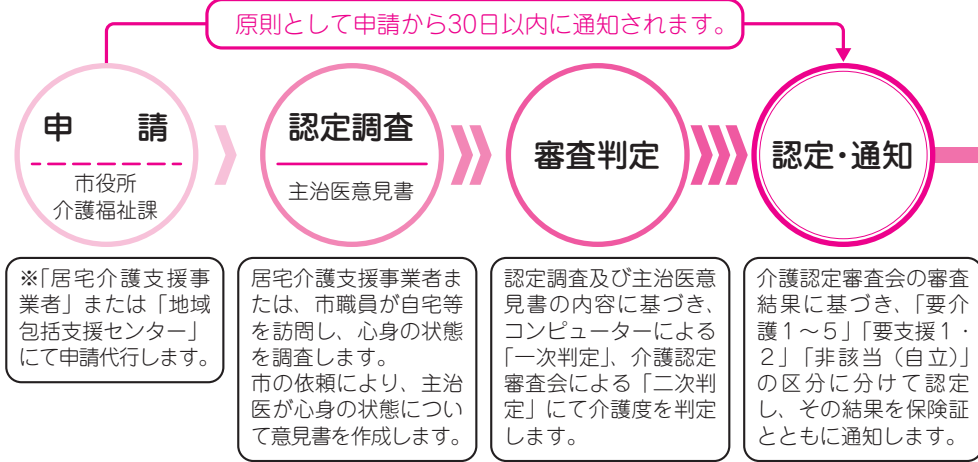 原則として申請から30日以内に通知されます。
申　請
市役所
介護福祉課
認定調査
主治医意見書
審査判定
認定・通知
※「居宅介護支援事
業者」または「地域
包括支援センター」
にて申請代行します。
居宅介護支援事業者ま
たは、市職員が自宅等
を訪問し、心身の状態
を調査します。
市の依頼により、主治
医が心身の状態につい
て意見書を作成します。
認定調査及び主治医意
見書の内容に基づき、
コンピューターによる
「一次判定」、介護認定
審査会による「二次判
定」にて介護度を判定
します。
介護認定審査会の審査
結果に基づき、「要介
護1～5」「要支援1・
2」「非該当（自立）」
の区分に分けて認定
し、その結果を保険証
とともに通知します。